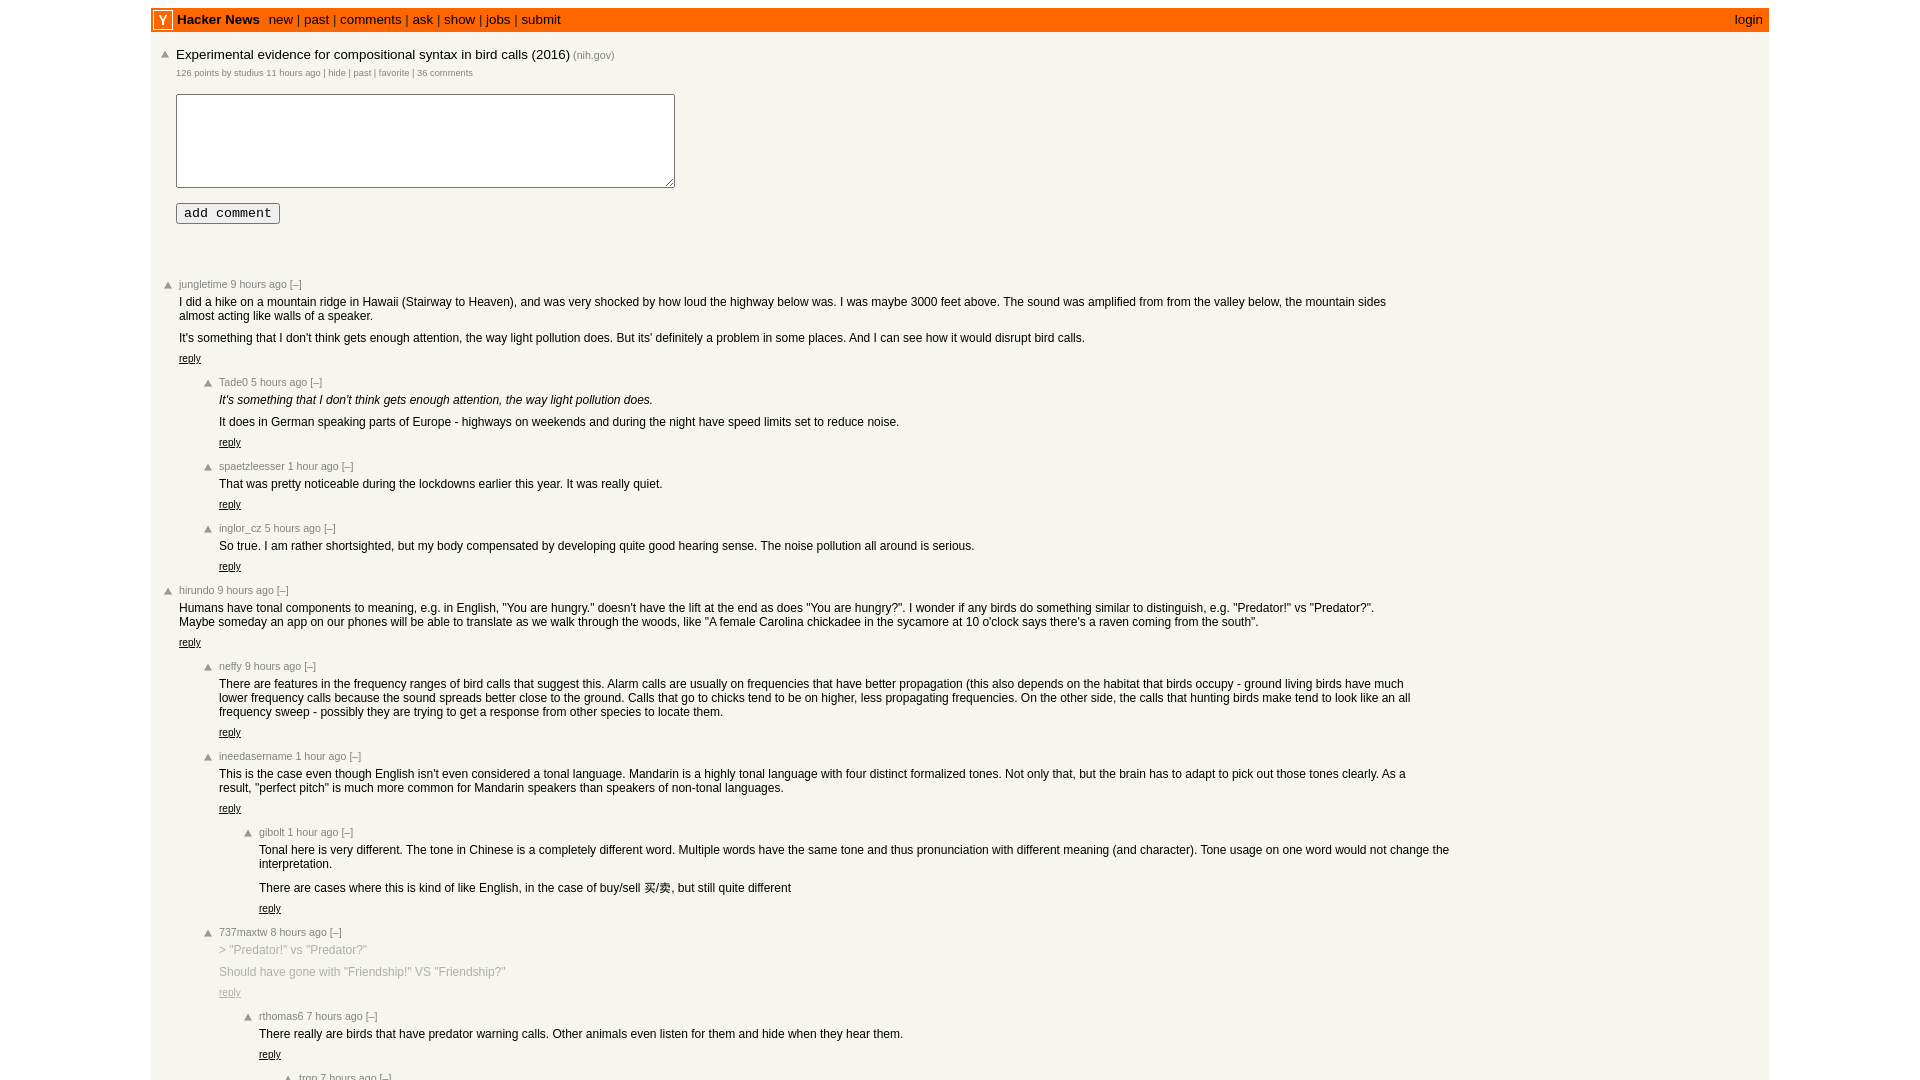 Y Hacker News new | past | comments | ask | show | jobs | submit login
Experimental evidence for compositional syntax in bird calls (2016) (nih.gov)
126 points by studius 11 hours ago | hide | past | favorite | 36 comments
add comment
jungletime 9 hours ago [–]
I did a hike on a mountain ridge in Hawaii (Stairway to Heaven), and was very shocked by how loud the highway below was. I was maybe 3000 feet above. The sound was amplified from from the valley below, the mountain sides
almost acting like walls of a speaker.
It's something that I don't think gets enough attention, the way light pollution does. But its' definitely a problem in some places. And I can see how it would disrupt bird calls.
reply
Tade0 5 hours ago [–]
It's something that I don't think gets enough attention, the way light pollution does.
It does in German speaking parts of Europe - highways on weekends and during the night have speed limits set to reduce noise.
reply
spaetzleesser 1 hour ago [–]
That was pretty noticeable during the lockdowns earlier this year. It was really quiet.
reply
inglor_cz 5 hours ago [–]
So true. I am rather shortsighted, but my body compensated by developing quite good hearing sense. The noise pollution all around is serious.
reply
hirundo 9 hours ago [–]
Humans have tonal components to meaning, e.g. in English, "You are hungry." doesn't have the lift at the end as does "You are hungry?". I wonder if any birds do something similar to distinguish, e.g. "Predator!" vs "Predator?".
Maybe someday an app on our phones will be able to translate as we walk through the woods, like "A female Carolina chickadee in the sycamore at 10 o'clock says there's a raven coming from the south".
reply
neffy 9 hours ago [–]
There are features in the frequency ranges of bird calls that suggest this. Alarm calls are usually on frequencies that have better propagation (this also depends on the habitat that birds occupy - ground living birds have much
lower frequency calls because the sound spreads better close to the ground. Calls that go to chicks tend to be on higher, less propagating frequencies. On the other side, the calls that hunting birds make tend to look like an all
frequency sweep - possibly they are trying to get a response from other species to locate them.
reply
ineedasername 1 hour ago [–]
This is the case even though English isn't even considered a tonal language. Mandarin is a highly tonal language with four distinct formalized tones. Not only that, but the brain has to adapt to pick out those tones clearly. As a
result, "perfect pitch" is much more common for Mandarin speakers than speakers of non-tonal languages.
reply
gibolt 1 hour ago [–]
Tonal here is very different. The tone in Chinese is a completely different word. Multiple words have the same tone and thus pronunciation with different meaning (and character). Tone usage on one word would not change the
interpretation.
There are cases where this is kind of like English, in the case of buy/sell 买/卖, but still quite different
reply
737maxtw 8 hours ago [–]
> "Predator!" vs "Predator?"
Should have gone with "Friendship!" VS "Friendship?"
reply
rthomas6 7 hours ago [–]
There really are birds that have predator warning calls. Other animals even listen for them and hide when they hear them.
reply
trgn 7 hours ago [–]